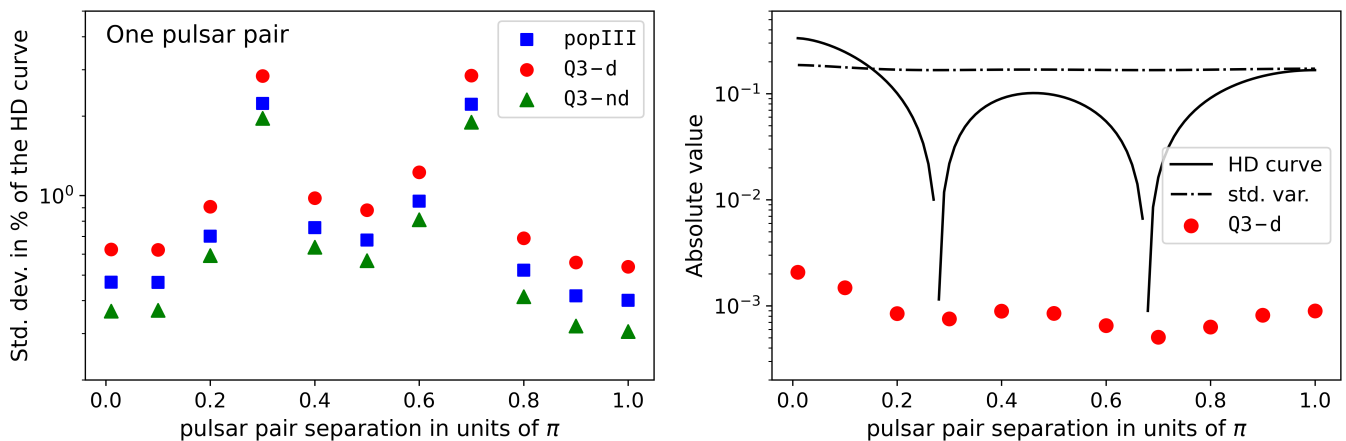 One pulsar pair
popIII
Q3-d
Q3-nd
Std. dev. in % of the HD curve
10⁰
0.0 0.2 0.4 0.6 0.8 1.0
pulsar pair separation in units of π
Absolute value
10⁻¹
10⁻²
10⁻³
HD curve
std. var.
Q3-d
0.0 0.2 0.4 0.6 0.8 1.0
pulsar pair separation in units of π